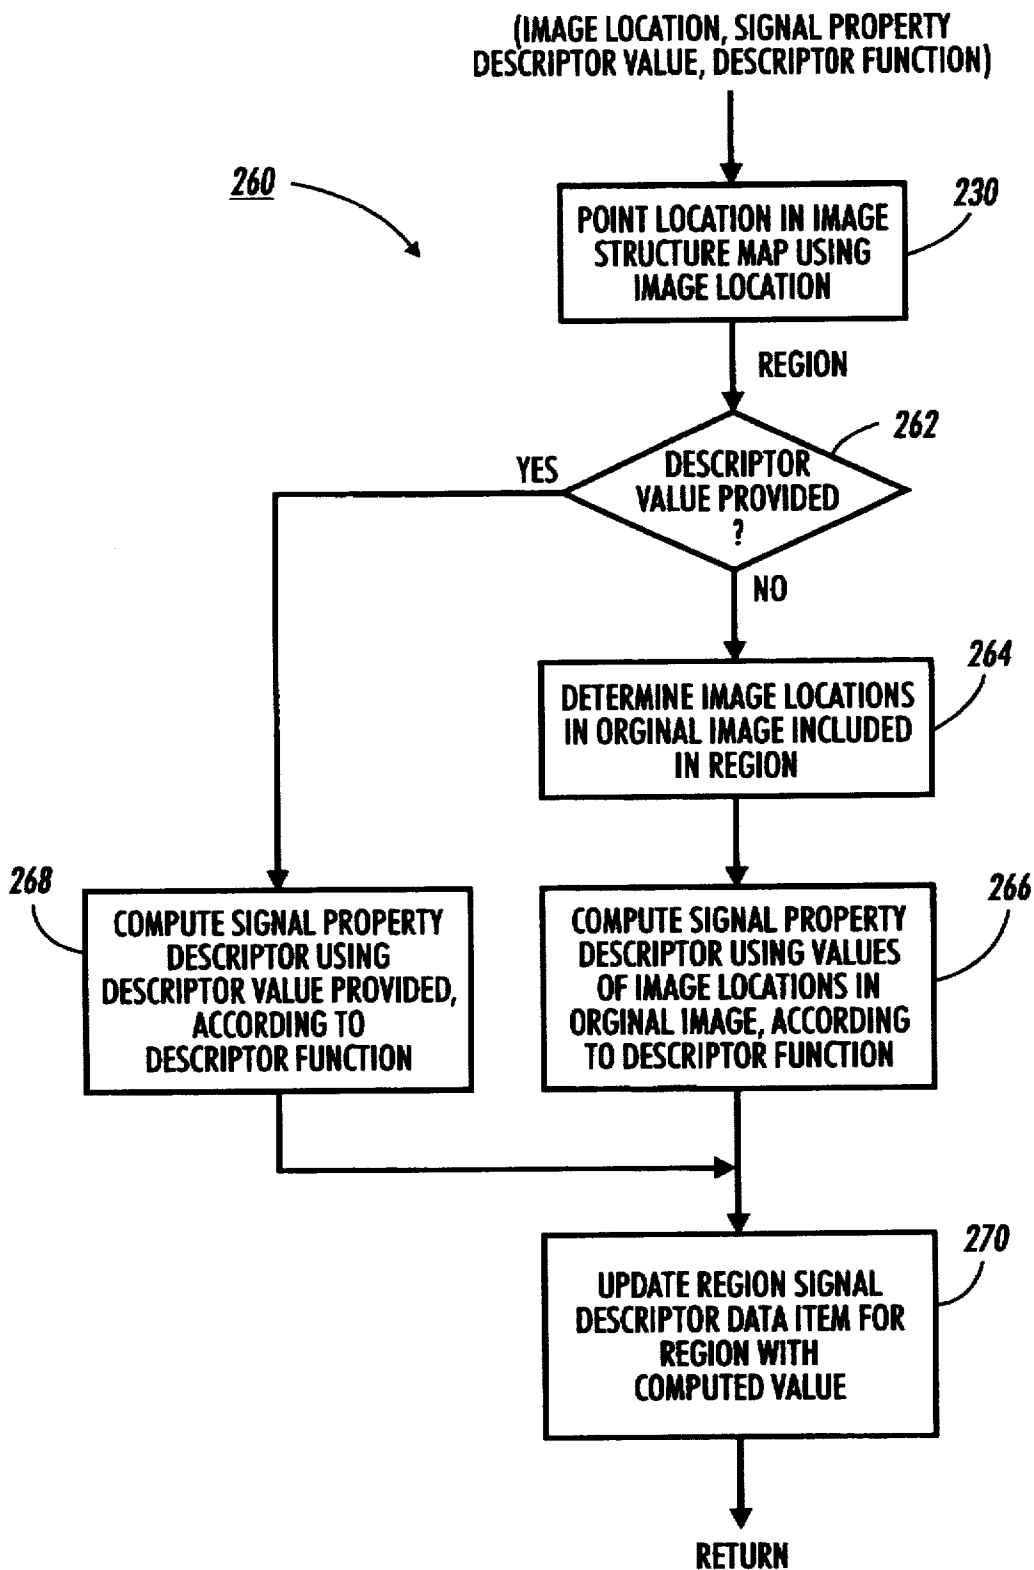 (IMAGE LOCATION, SIGNAL PROPERTY
DESCRIPTOR VALUE, DESCRIPTOR FUNCTION)
260
230
POINT LOCATION IN IMAGE
STRUCTURE MAP USING
IMAGE LOCATION
REGION
262
YES
DESCRIPTOR
VALUE PROVIDED
?
NO
264
DETERMINE IMAGE LOCATIONS
IN ORGINAL IMAGE INCLUDED
IN REGION
268
COMPUTE SIGNAL PROPERTY
DESCRIPTOR USING
DESCRIPTOR VALUE PROVIDED,
ACCORDING TO
DESCRIPTOR FUNCTION
266
COMPUTE SIGNAL PROPERTY
DESCRIPTOR USING VALUES
OF IMAGE LOCATIONS IN
ORGINAL IMAGE, ACCORDING
TO DESCRIPTOR FUNCTION
270
UPDATE REGION SIGNAL
DESCRIPTOR DATA ITEM FOR
REGION WITH
COMPUTED VALUE
RETURN